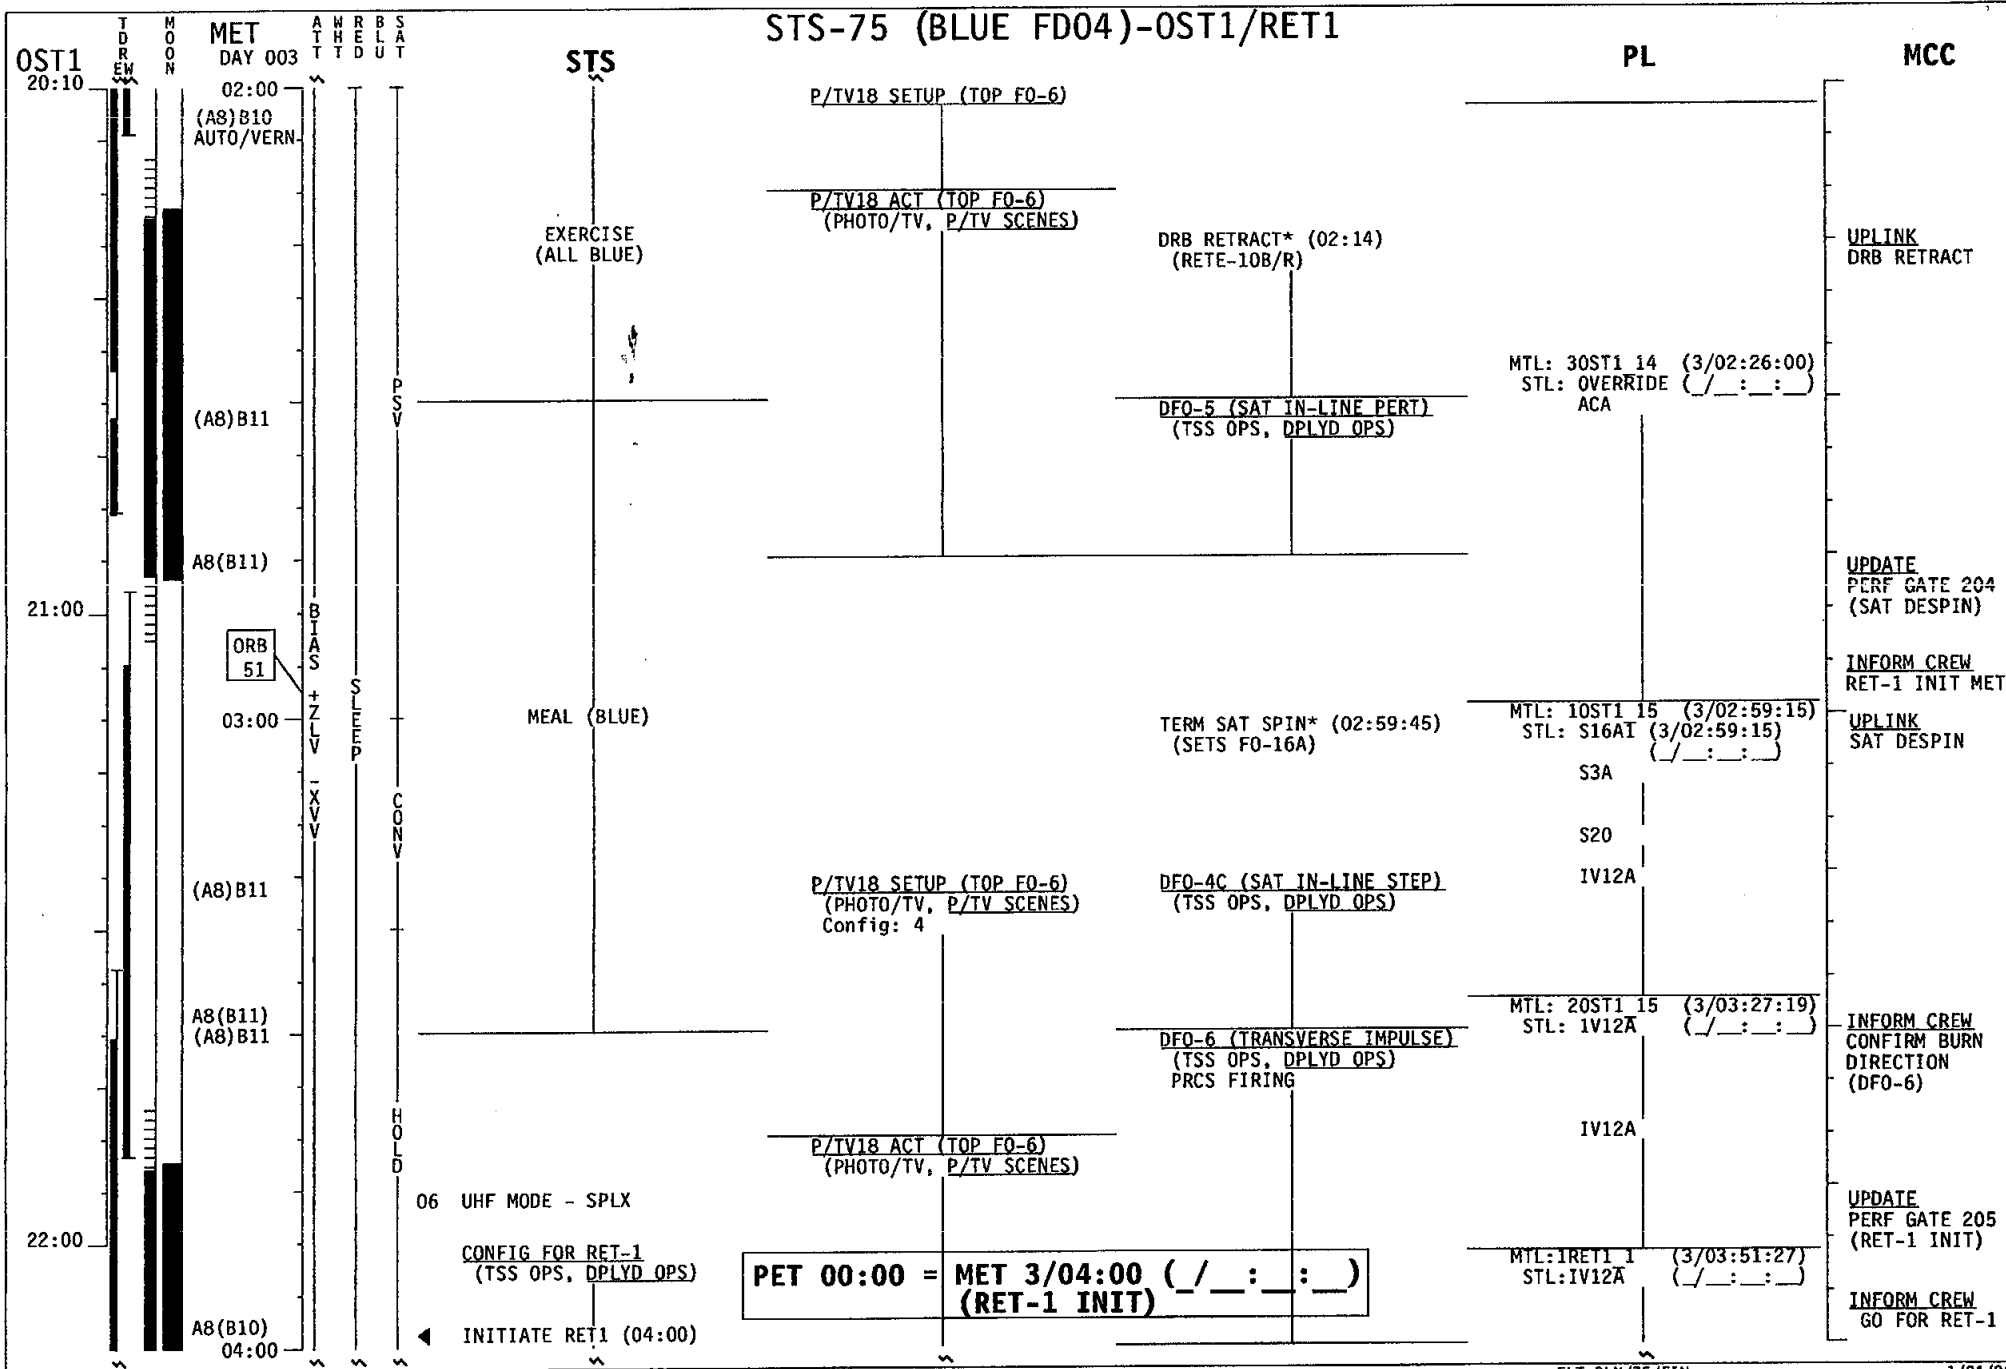 STS-75 (BLUE FD04)-OST1/RET1
OST1
TDRE W
MOON
MET
DAY 003
ATT
WHT
RED
BLU
SAT
STS
PL
MCC
20:10
02:00
(A8)B10
AUTO/VERN
P/TV18 SETUP (TOP FO-6)
P/TV18 ACT (TOP FO-6)
(PHOTO/TV, P/TV SCENES)
EXERCISE
(ALL BLUE)
DRB RETRACT* (02:14)
(RETE-10B/R)
UPLINK
DRB RETRACT
MTL: 3OST1_14 (3/02:26:00)
STL: OVERRIDE (_/__:__:__)
ACA
PSV
(A8)B11
DFO-5 (SAT IN-LINE PERT)
(TSS OPS, DPLYD OPS)
A8(B11)
UPDATE
PERF GATE 204
(SAT DESPIN)
21:00
BIAS +ZLV -XVV
ORB
51
SLEEP
INFORM CREW
RET-1 INIT MET
03:00
MEAL (BLUE)
TERM SAT SPIN* (02:59:45)
(SETS FO-16A)
MTL: 1OST1_15 (3/02:59:15)
STL: S16A1 (3/02:59:15)
(_/__:__:__)
UPLINK
SAT DESPIN
S3A
CONV
S20
IV12A
(A8)B11
P/TV18 SETUP (TOP FO-6)
(PHOTO/TV, P/TV SCENES)
Config: 4
DFO-4C (SAT IN-LINE STEP)
(TSS OPS, DPLYD OPS)
A8(B11)
(A8)B11
MTL: 2OST1_15 (3/03:27:19)
STL: 1V12A (_/__:__:__)
INFORM CREW
CONFIRM BURN
DIRECTION
(DFO-6)
DFO-6 (TRANSVERSE IMPULSE)
(TSS OPS, DPLYD OPS)
PRCS FIRING
HOLD
IV12A
P/TV18 ACT (TOP FO-6)
(PHOTO/TV, P/TV SCENES)
06 UHF MODE - SPLX
UPDATE
PERF GATE 205
(RET-1 INIT)
22:00
CONFIG FOR RET-1
(TSS OPS, DPLYD OPS)
PET 00:00 = MET 3/04:00 (_/__:__:__)
(RET-1 INIT)
MTL:1RET1_1 (3/03:51:27)
STL:IV12A (_/__:__:__)
INFORM CREW
GO FOR RET-1
A8(B10)
◀ INITIATE RET1 (04:00)
04:00